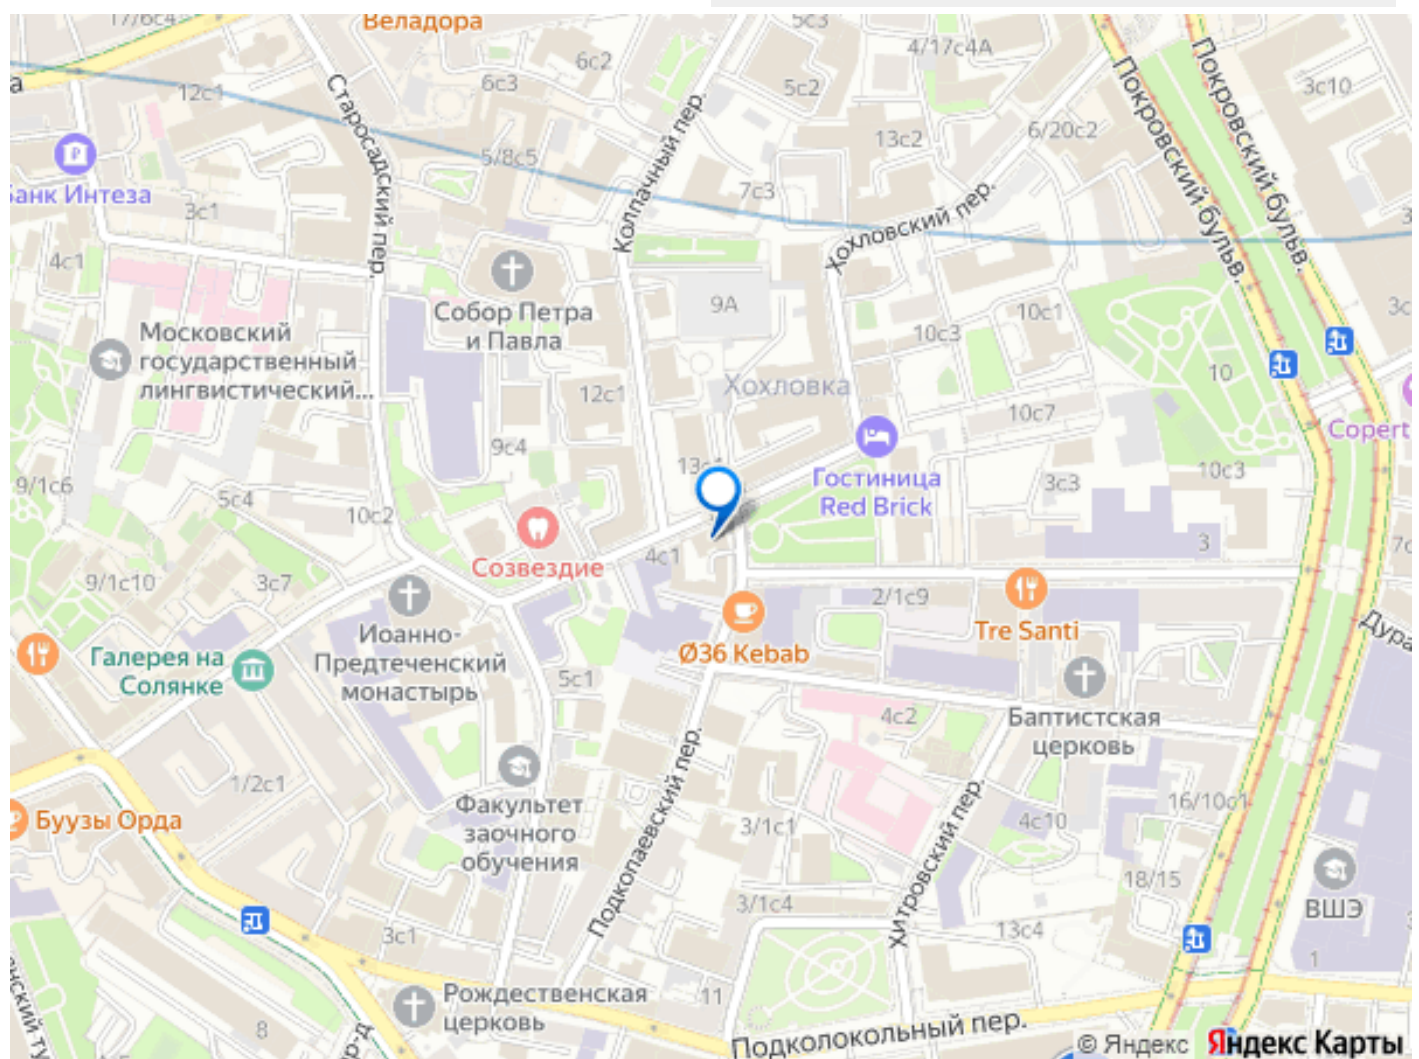 17/6с4
Веладора
5с3
4/17с4А
6с2
6с3
5с2
3с10
12с1
Старосадский пер.
Колпачный пер.
13с2
6/20с2
Покровский бульв.
Покровский бульв.
5/8с5
7с3
Банк Интеза
3с1
Хохловский пер.
4с1
Собор Петра
и Павла
9А
10с3
10с1
Московский
государственный
лингвистический...
Хохловка
10
12с1
10с7
Copert
9с4
13с1
Гостиница
Red Brick
3с3
10с3
9/1с6
5с4
10с2
Созвездие
4с1
3
9/1с10
3с7
2/1с9
Иоанно-
Предтеченский
монастырь
Tre Santi
Дура
Галерея на
Солянке
Ø36 Kebab
5с1
4с2
Баптистская
церковь
1/2с1
Факультет
заочного
обучения
Подкопаевский пер.
Хитровский пер.
16/10с1
Буузы Орда
3/1с1
4с10
18/15
ВШЭ
3/1с4
3с1
13с4
1
Рождественская
церковь
11
8
Подколокольный пер.
© Яндекс
Яндекс Карты